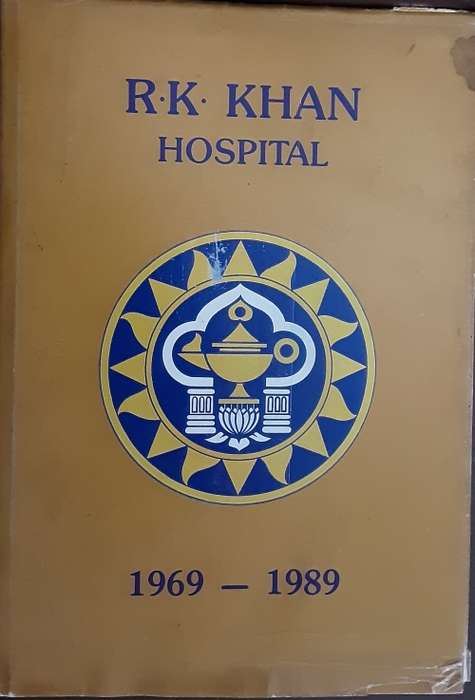 R·K· KHAN
HOSPITAL
1969 – 1989